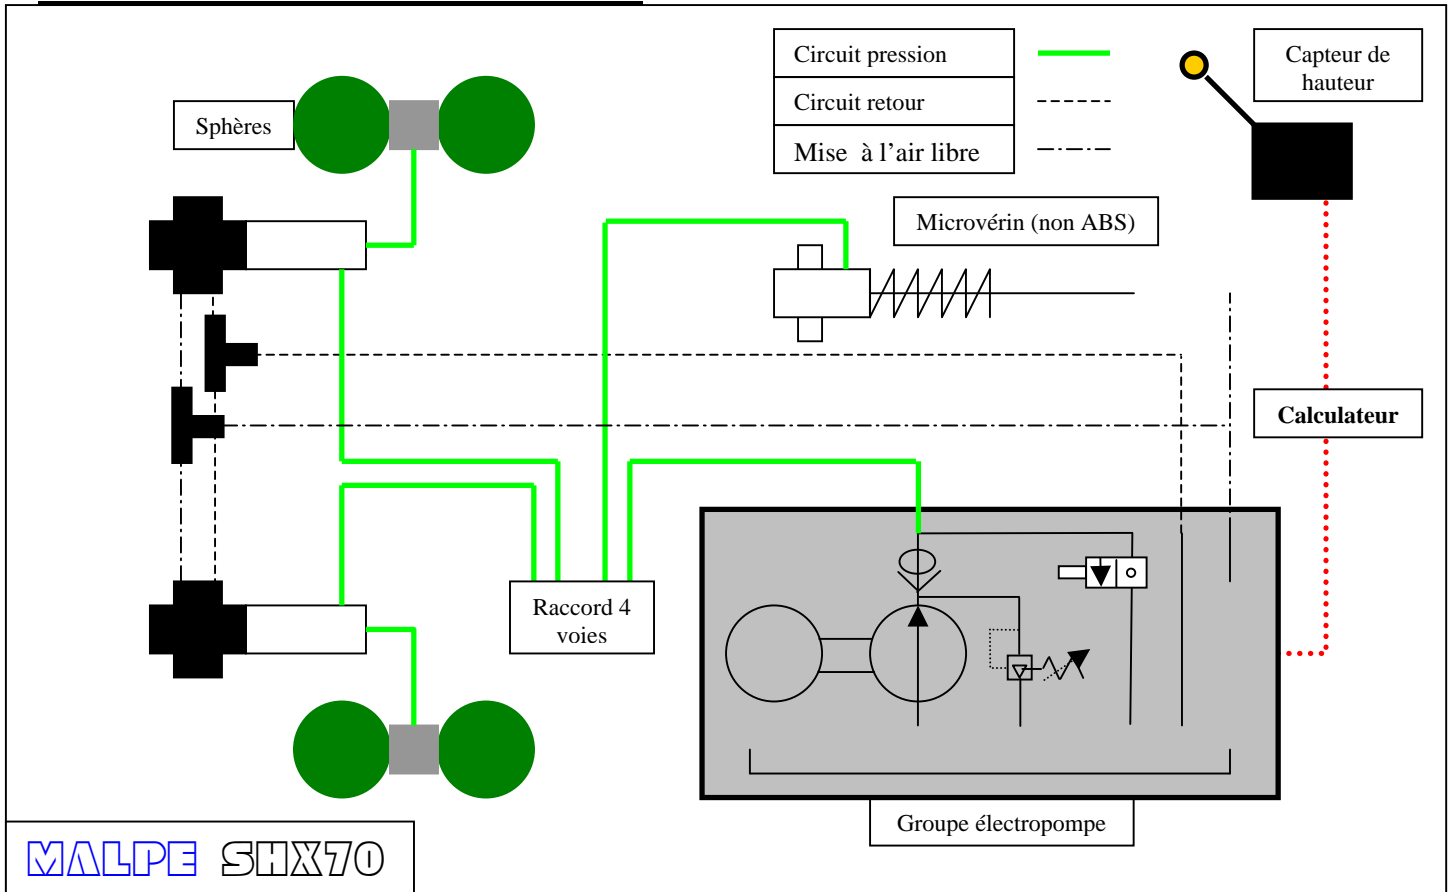 Circuit pression
Capteur de
hauteur
Circuit retour
Sphères
Mise à l'air libre
Microvérin (non ABS)
Calculateur
Raccord 4
voies
Groupe électropompe
MALPE SHX70